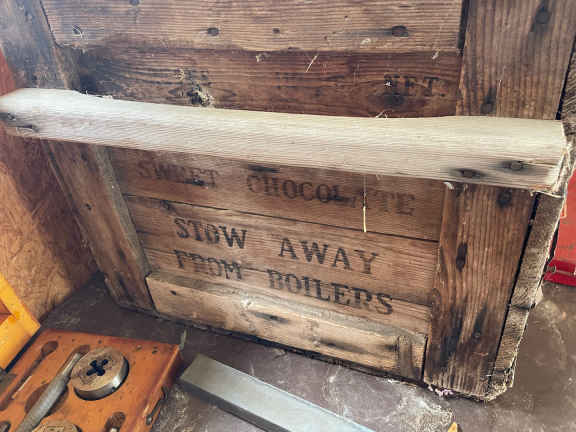 NET.
SWEET CHOCOLATE
STOW AWAY
FROM BOILERS